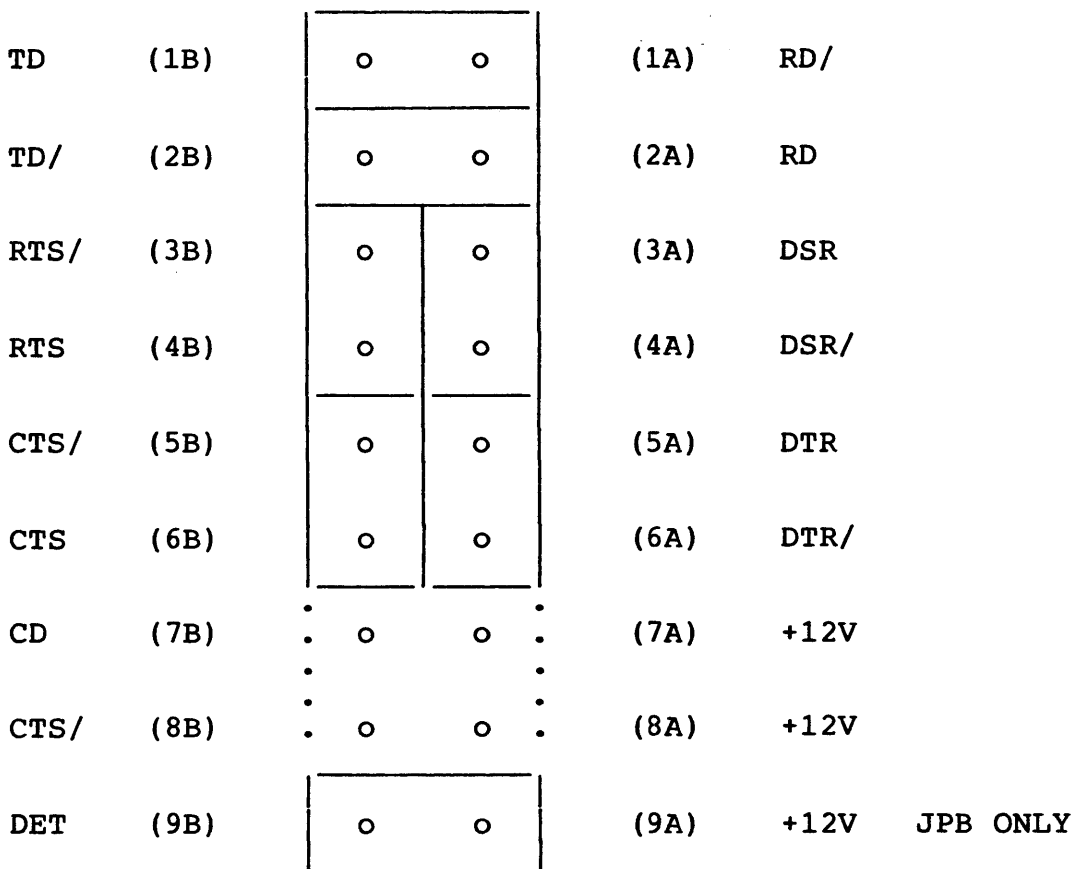 TD (1B) o o (1A) RD/
TD/ (2B) o o (2A) RD
RTS/ (3B) o o (3A) DSR
RTS (4B) o o (4A) DSR/
CTS/ (5B) o o (5A) DTR
CTS (6B) o o (6A) DTR/
CD (7B) o o (7A) +12V
CTS/ (8B) o o (8A) +12V
DET (9B) o o (9A) +12V JPB ONLY